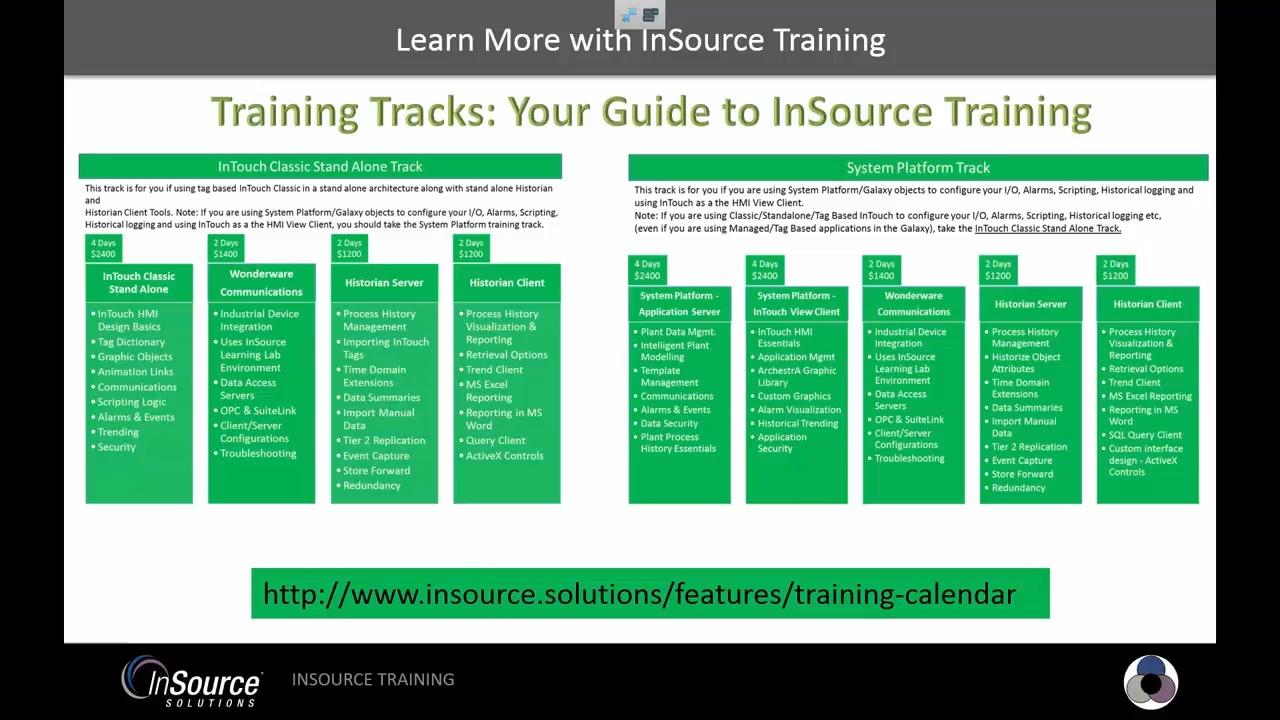 Learn More with InSource Training
Training Tracks: Your Guide to InSource Training
InTouch Classic Stand Alone Track
This track is for you if using tag based InTouch Classic in a stand alone architecture along with stand alone Historian
and
Historian Client Tools. Note: If you are using System Platform/Galaxy objects to configure your I/O, Alarms, Scripting,
Historical logging and using InTouch as a the HMI View Client, you should take the System Platform training track.
4 Days
$2400
InTouch Classic
Stand Alone
• InTouch HMI
Design Basics
• Tag Dictionary
• Graphic Objects
• Animation Links
• Communications
• Scripting Logic
• Alarms & Events
• Trending
• Security
2 Days
$1400
Wonderware
Communications
• Industrial Device
Integration
• Uses InSource
Learning Lab
Environment
• Data Access
Servers
• OPC & SuiteLink
• Client/Server
Configurations
• Troubleshooting
2 Days
$1200
Historian Server
• Process History
Management
• Importing InTouch
Tags
• Time Domain
Extensions
• Data Summaries
• Import Manual
Data
• Tier 2 Replication
• Event Capture
• Store Forward
• Redundancy
2 Days
$1200
Historian Client
• Process History
Visualization &
Reporting
• Retrieval Options
• Trend Client
• MS Excel
Reporting
• Reporting in MS
Word
• Query Client
• ActiveX Controls
System Platform Track
This track is for you if you are using System Platform/Galaxy objects to configure your I/O, Alarms, Scripting, Historical logging and
using InTouch as a the HMI View Client.
Note: If you are using Classic/Standalone/Tag Based InTouch to configure your I/O, Alarms, Scripting, Historical logging etc,
(even if you are using Managed/Tag Based applications in the Galaxy), take the InTouch Classic Stand Alone Track.
4 Days
$2400
System Platform -
Application Server
• Plant Data Mgmt.
• Intelligent Plant
Modelling
• Template
Management
• Communications
• Alarms & Events
• Data Security
• Plant Process
History Essentials
4 Days
$2400
System Platform -
InTouch View Client
• InTouch HMI
Essentials
• Application Mgmt
• ArchestrA Graphic
Library
• Custom Graphics
• Alarm Visualization
• Historical Trending
• Application
Security
2 Days
$1400
Wonderware
Communications
• Industrial Device
Integration
• Uses InSource
Learning Lab
Environment
• Data Access
Servers
• OPC & SuiteLink
• Client/Server
Configurations
• Troubleshooting
2 Days
$1200
Historian Server
• Process History
Management
• Historize Object
Attributes
• Time Domain
Extensions
• Data Summaries
• Import Manual
Data
• Tier 2 Replication
• Event Capture
• Store Forward
• Redundancy
2 Days
$1200
Historian Client
• Process History
Visualization &
Reporting
• Retrieval Options
• Trend Client
• MS Excel Reporting
• Reporting in MS
Word
• SQL Query Client
• Custom interface
design - ActiveX
Controls
http://www.insource.solutions/features/training-calendar
InSource
SOLUTIONS
INSOURCE TRAINING